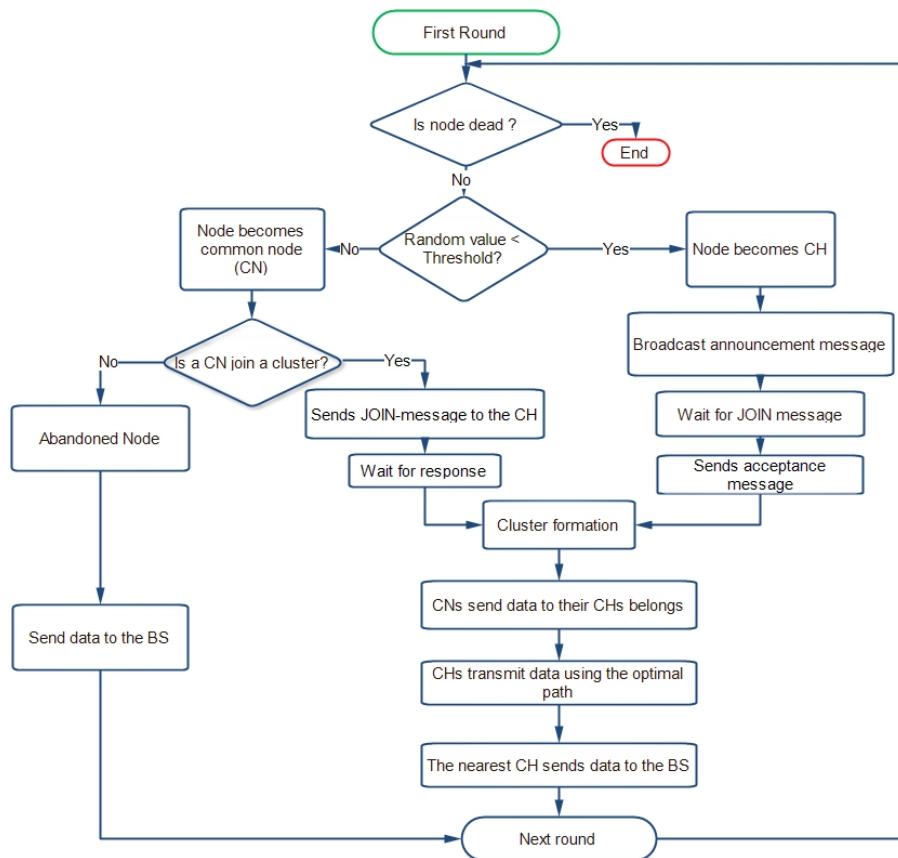 First Round
Is node dead ?
Yes
End
No
Node becomes
common node
(CN)
No
Random value <
Threshold?
Yes
Node becomes CH
Broadcast announcement message
No
Is a CN join a cluster?
Yes
Abandoned Node
Sends JOIN-message to the CH
Wait for JOIN message
Wait for response
Sends acceptance
message
Cluster formation
CNs send data to their CHs belongs
Send data to the BS
CHs transmit data using the optimal
path
The nearest CH sends data to the BS
Next round